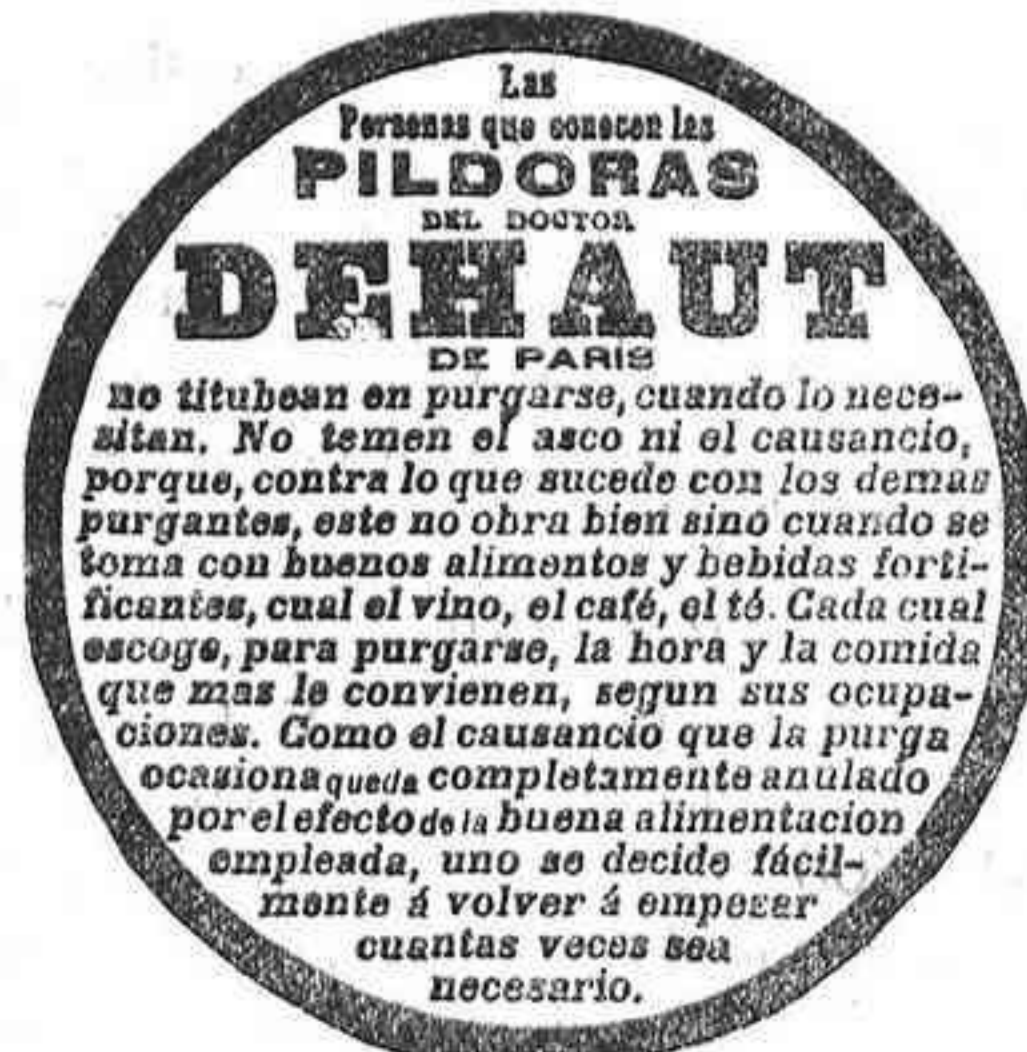 Las
Personas que conocen las
PILDORAS
DEL DOCTOR
DEHAUT
DE PARIS
no titubean en purgarse, cuando lo nece-
sitan. No temen el asco ni el causancio,
porque, contra lo que sucede con los demas
purgantes, este no obra bien sino cuando se
toma con buenos alimentos y bebidas forti-
ficantes, cual el vino, el café, el té. Cada cual
escoge, para purgarse, la hora y la comida
que mas le convienen, segun sus ocupa-
ciones. Como el causancio que la purga
ocasiona queda completamente anulado
por el efecto de la buena alimentacion
empleada, uno se decide fácil-
mente á volver á empezar
cuantas veces sea
necesario.